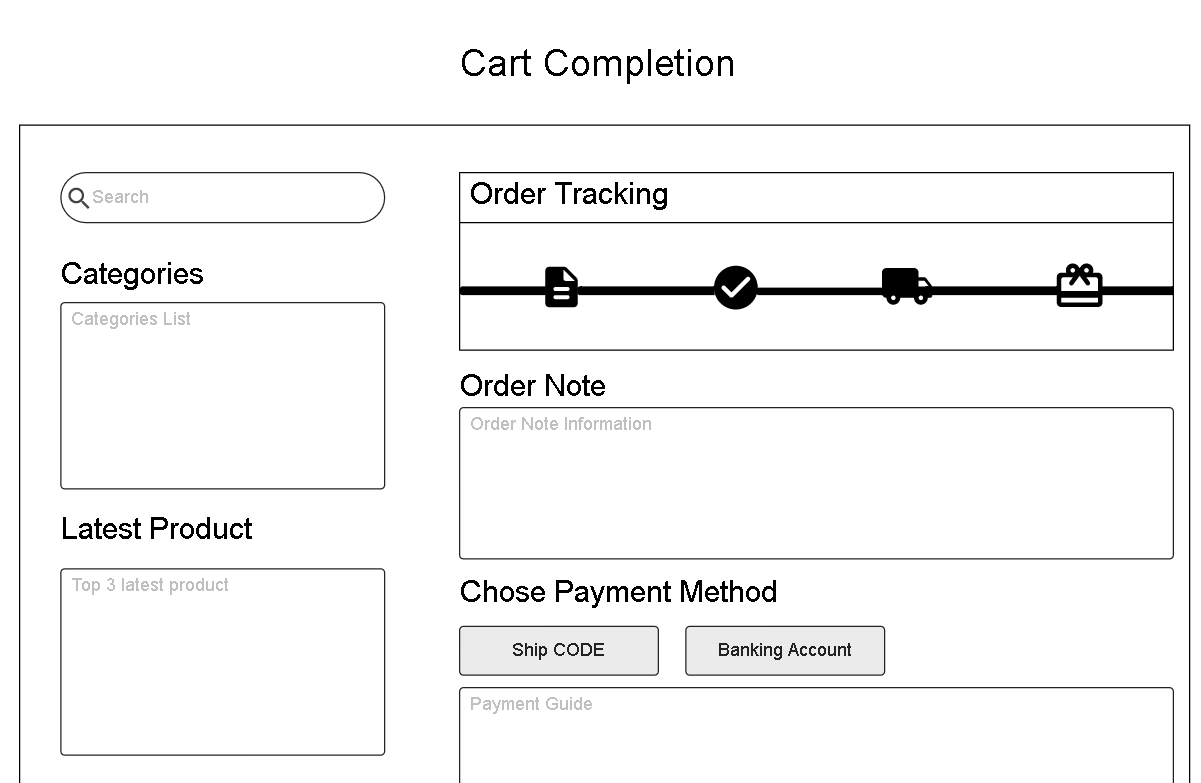 Cart Completion
Search
Categories
Categories List
Latest Product
Top 3 latest product
Order Tracking
Order Note
Order Note Information
Chose Payment Method
Ship CODE
Banking Account
Payment Guide